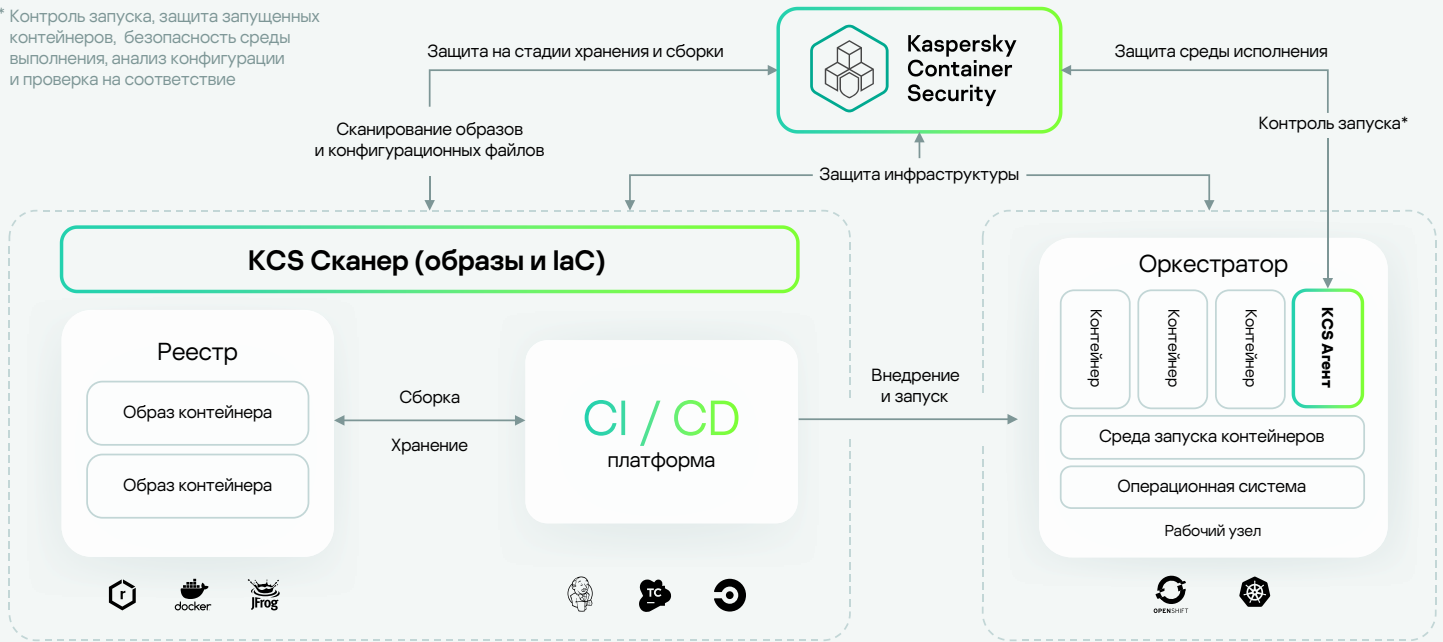 * Контроль запуска, защита запущенных
контейнеров, безопасность среды
выполнения, анализ конфигурации
и проверка на соответствие
Защита на стадии хранения и сборки
Kaspersky
Container
Security
Защита среды исполнения
Сканирование образов
и конфигурационных файлов
Контроль запуска*
Защита инфраструктуры
KCS Сканер (образы и IaC)
Реестр
Образ контейнера
Образ контейнера
Сборка
Хранение
CI / CD
платформа
Внедрение
и запуск
Оркестратор
Контейнер
Контейнер
Контейнер
KCS Агент
Среда запуска контейнеров
Операционная система
Рабочий узел
r
docker
JFrog
TC
OPENSHIFT